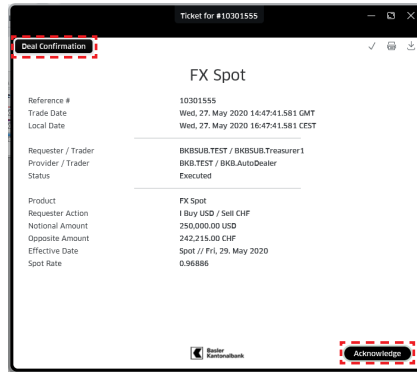 Ticket for #10301555
Deal Confirmation
FX Spot
Reference # 10301555
Trade Date Wed, 27. May 2020 14:47:41.581 GMT
Local Date Wed, 27. May 2020 16:47:41.581 CEST
Requester / Trader BKBSUB.TEST / BKBSUB.Treasurer1
Provider / Trader BKB.TEST / BKB.AutoDealer
Status Executed
Product FX Spot
Requester Action I Buy USD / Sell CHF
Notional Amount 250,000.00 USD
Opposite Amount 242,215.00 CHF
Effective Date Spot // Fri, 29. May 2020
Spot Rate 0.96886
Basler
Kantonalbank
Acknowledge